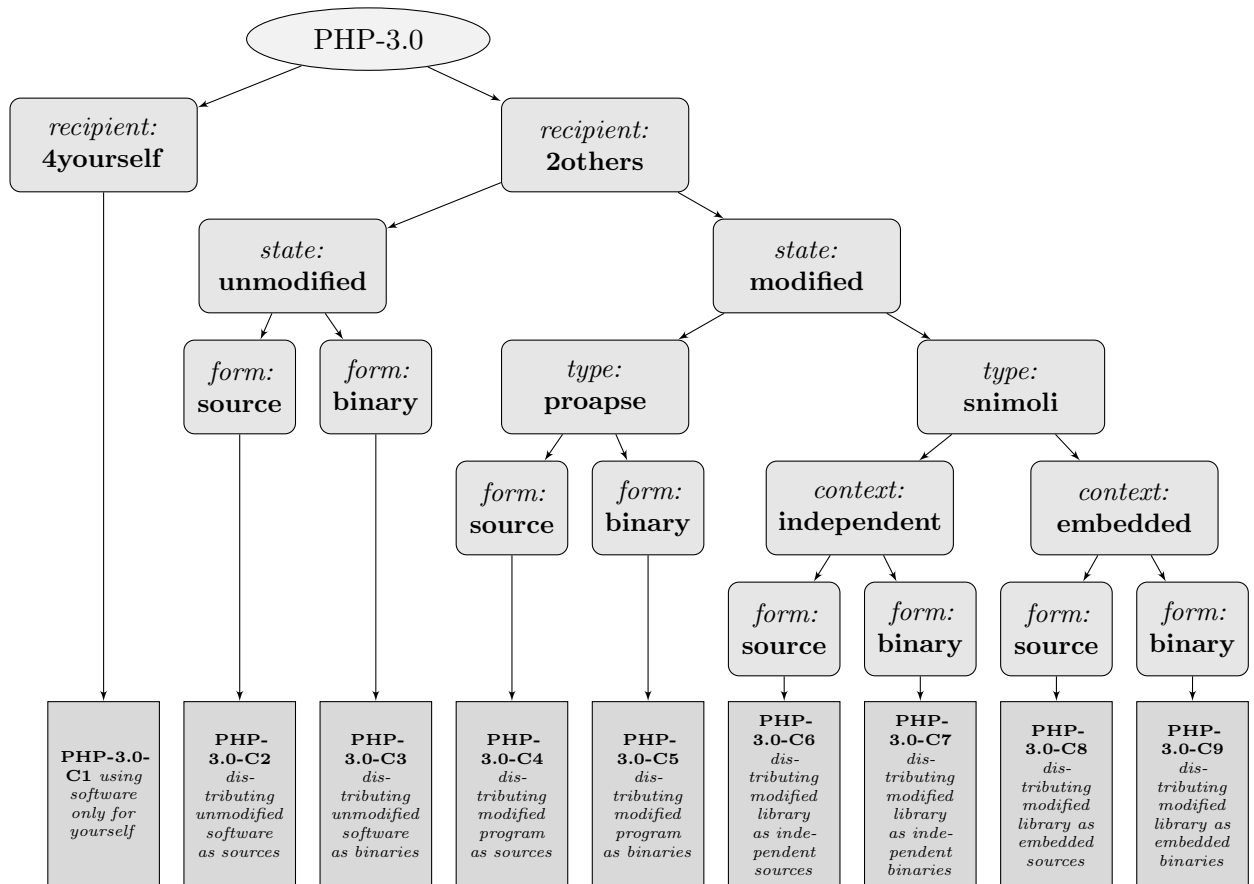 PHP-3.0
recipient:
4yourself
recipient:
2others
state:
unmodified
state:
modified
form:
source
form:
binary
type:
proapse
type:
snimoli
form:
source
form:
binary
context:
independent
context:
embedded
form:
source
form:
binary
form:
source
form:
binary
PHP-3.0-
C1 using
software
only for
yourself
PHP-
3.0-C2
dis-
tributing
unmodified
software
as sources
PHP-
3.0-C3
dis-
tributing
unmodified
software
as binaries
PHP-
3.0-C4
dis-
tributing
modified
program
as sources
PHP-
3.0-C5
dis-
tributing
modified
program
as binaries
PHP-
3.0-C6
dis-
tributing
modified
library
as inde-
pendent
sources
PHP-
3.0-C7
dis-
tributing
modified
library
as inde-
pendent
binaries
PHP-
3.0-C8
dis-
tributing
modified
library as
embedded
sources
PHP-
3.0-C9
dis-
tributing
modified
library as
embedded
binaries